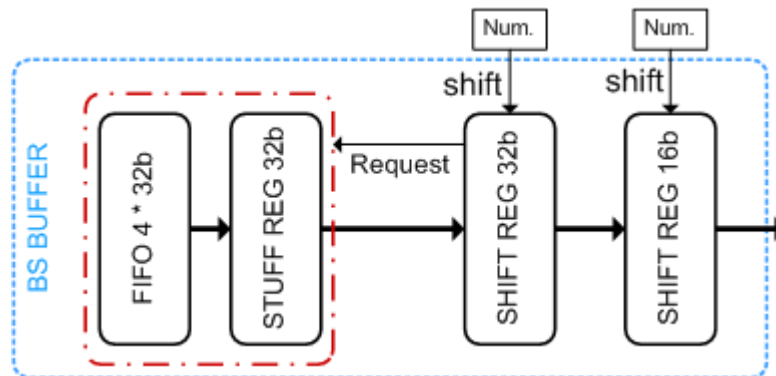 Num.
Num.
shift
shift
BS BUFFER
FIFO 4 * 32b
STUFF REG 32b
Request
SHIFT REG 32b
SHIFT REG 16b